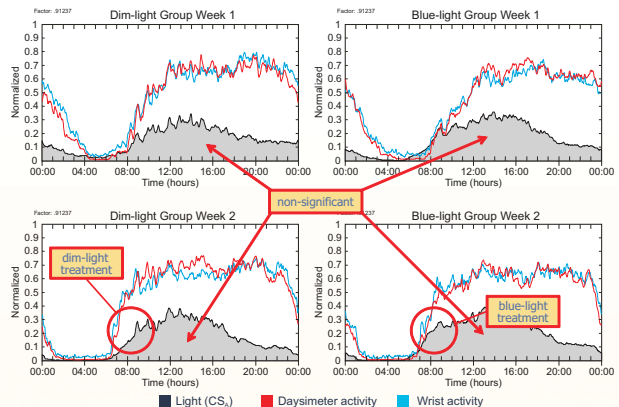 Factor: .91237
Dim-light Group Week 1
Normalized
1
0.9
0.8
0.7
0.6
0.5
0.4
0.3
0.2
0.1
0
00:00 04:00 08:00 12:00 16:00 20:00 00:00
Time (hours)
Factor: .91237
Blue-light Group Week 1
Normalized
1
0.9
0.8
0.7
0.6
0.5
0.4
0.3
0.2
0.1
0
00:00 04:00 08:00 12:00 16:00 20:00 00:00
Time (hours)
non-significant
Factor: .91237
Dim-light Group Week 2
Normalized
1
0.9
0.8
0.7
0.6
0.5
0.4
0.3
0.2
0.1
0
dim-light
treatment
00:00 04:00 08:00 12:00 16:00 20:00 00:00
Time (hours)
1237
Blue-light Group Week 2
Normalized
1
0.9
0.8
0.7
0.6
0.5
0.4
0.3
0.2
0.1
0
blue-light
treatment
00:00 04:00 08:00 12:00 16:00 20:00 00:00
Time (hours)
Light (CSA) Daysimeter activity Wrist activity